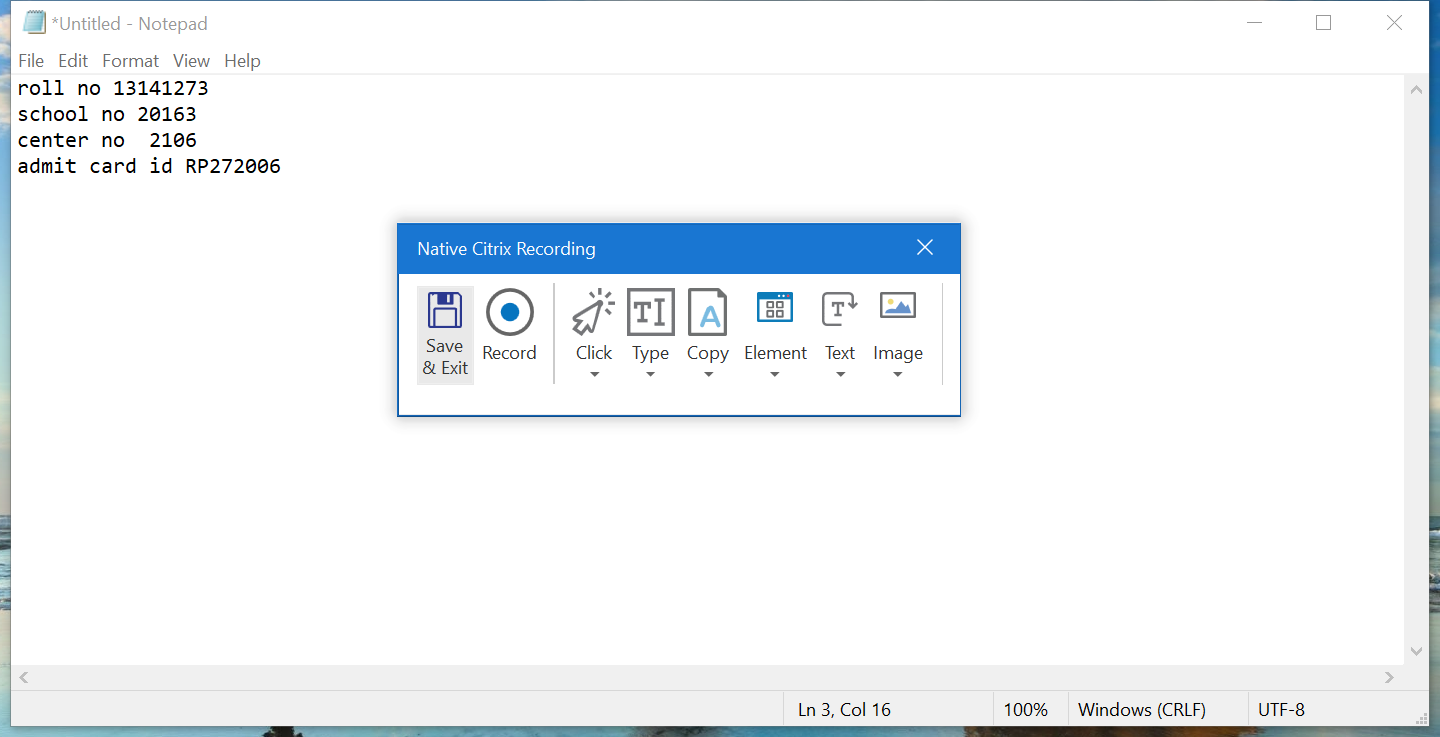 *Untitled - Notepad
File Edit Format View Help
roll no 13141273
school no 20163
center no  2106
admit card id RP272006
Native Citrix Recording
Save & Exit Record Click Type Copy Element Text Image
Ln 3, Col 16 100% Windows (CRLF) UTF-8